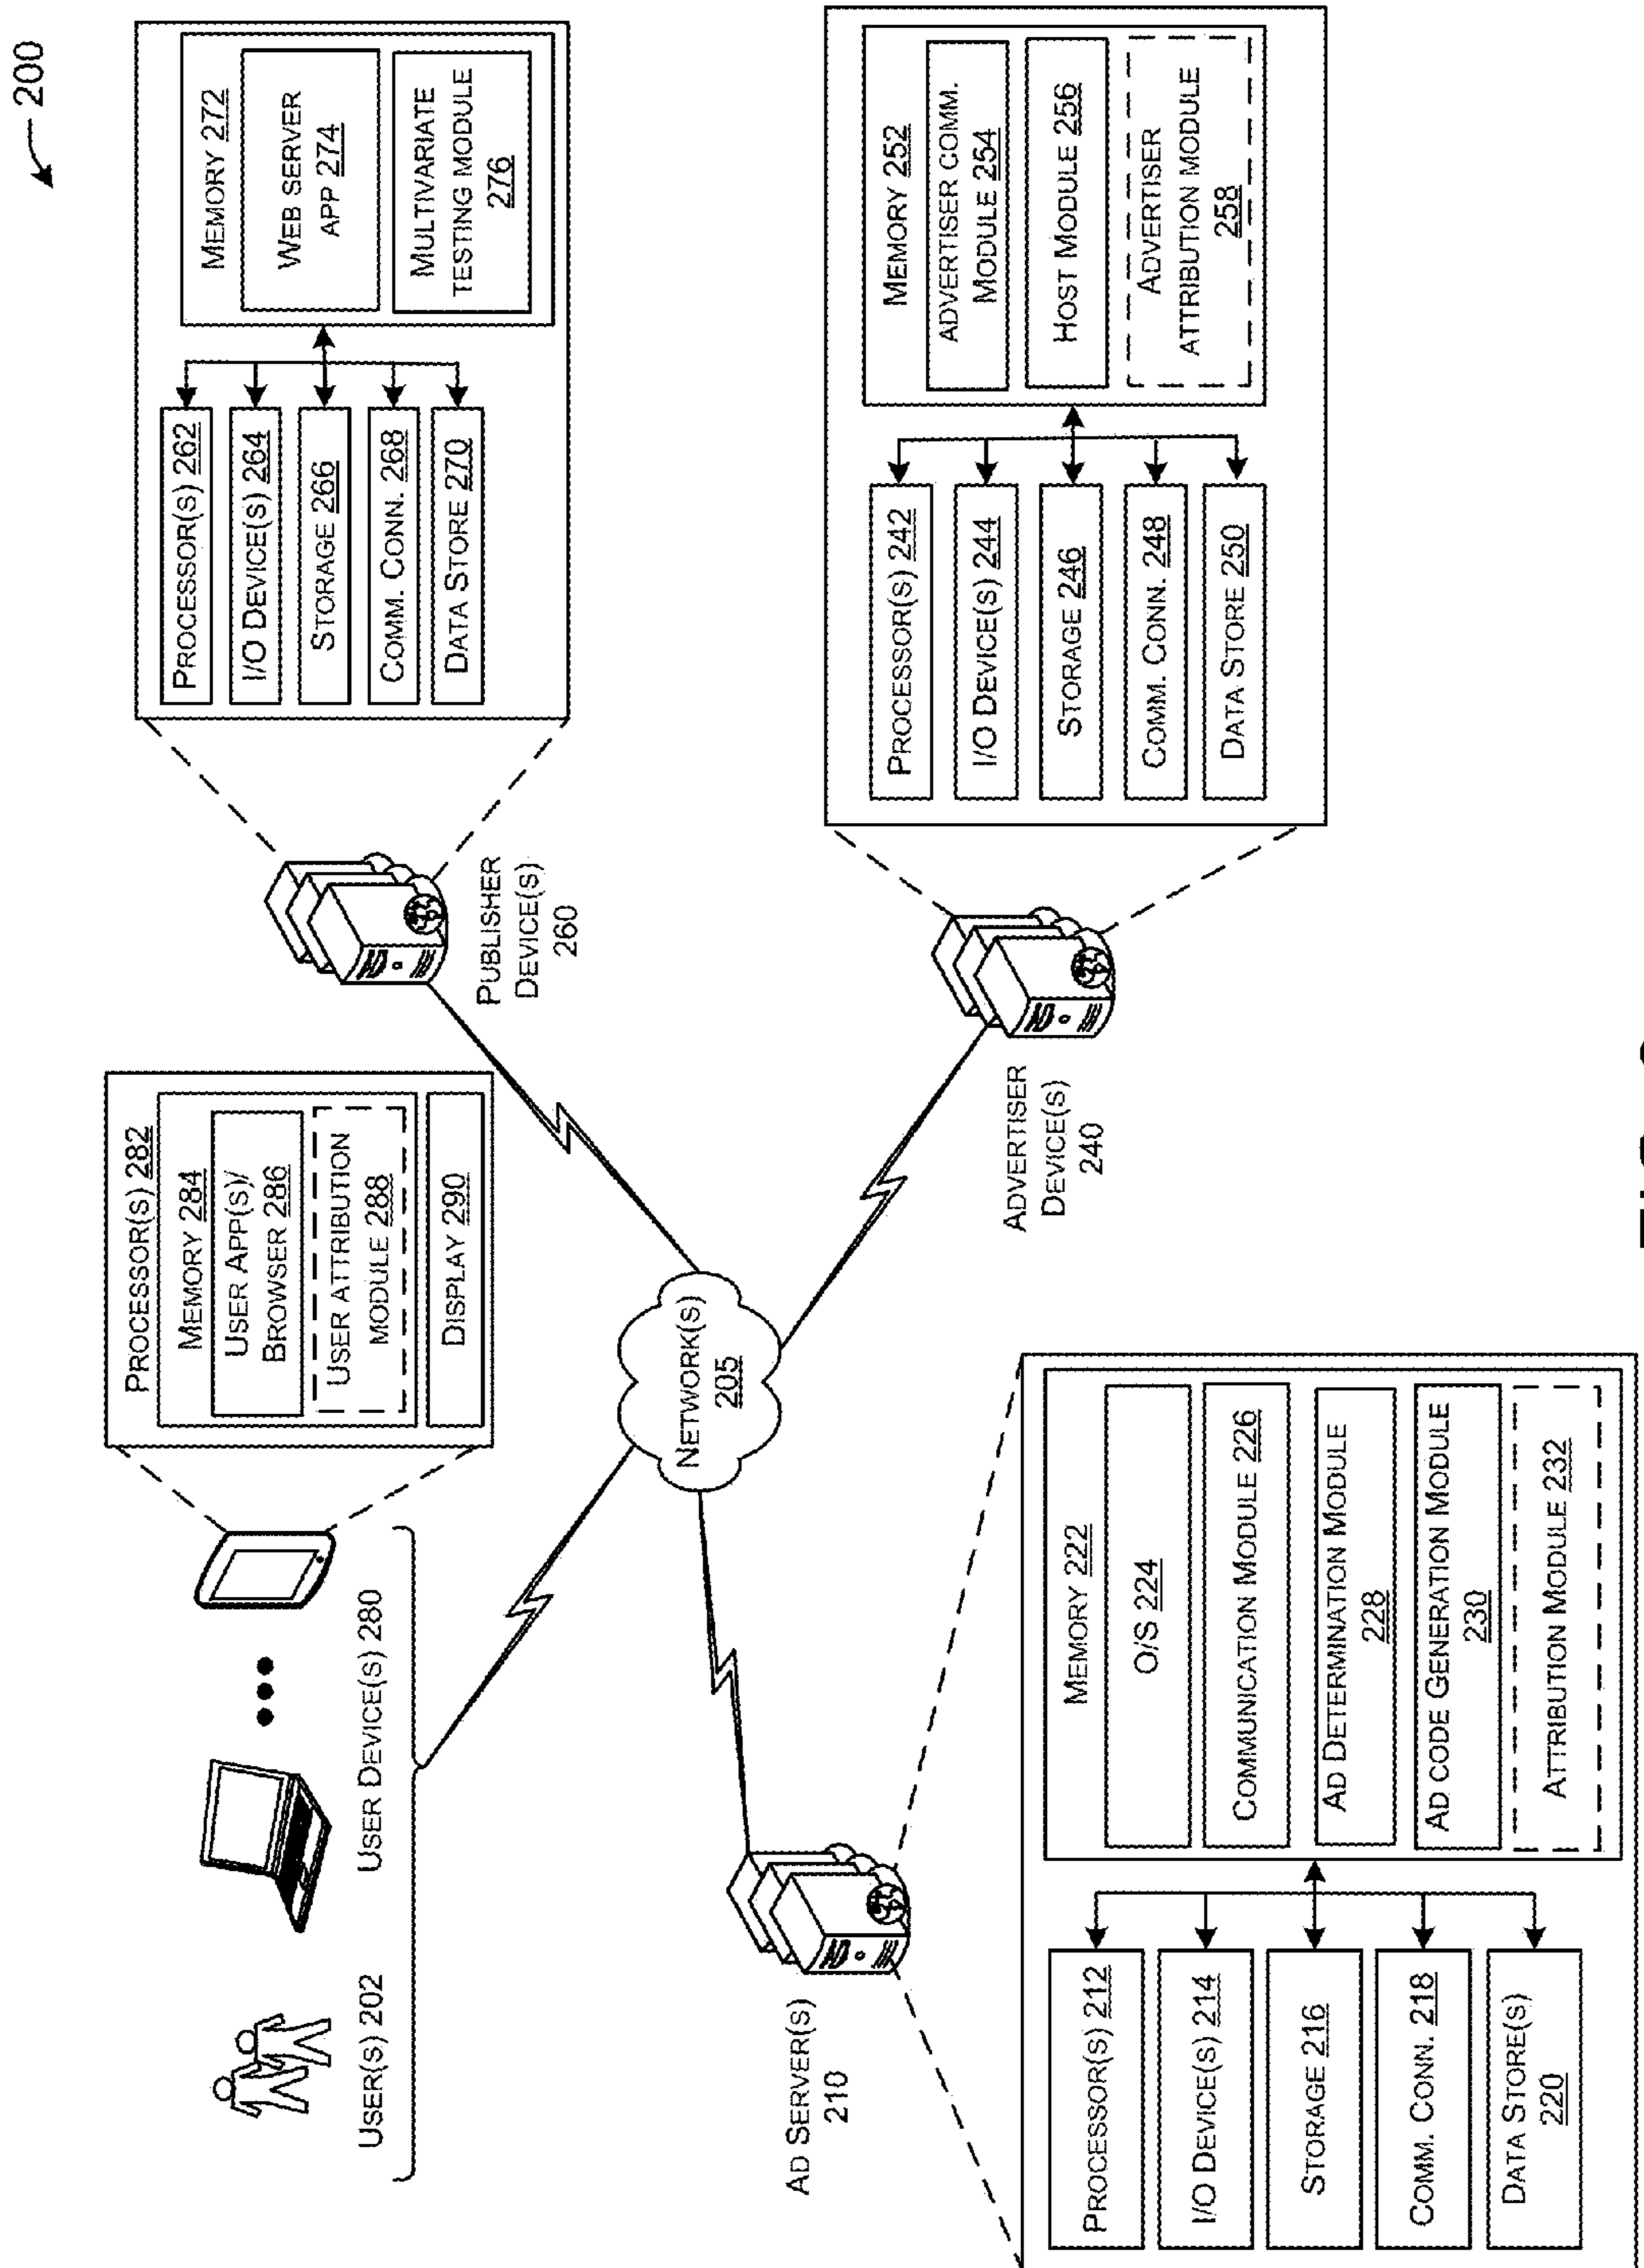 200
USER(S) 202
USER DEVICE(S) 280
PROCESSOR(S) 282
MEMORY 284
USER APP(S)/
BROWSER 286
USER ATTRIBUTION
MODULE 288
DISPLAY 290
PUBLISHER
DEVICE(S)
260
PROCESSOR(S) 262
I/O DEVICE(S) 264
STORAGE 266
COMM. CONN. 268
DATA STORE 270
MEMORY 272
WEB SERVER
APP 274
MULTIVARIATE
TESTING MODULE
276
NETWORK(S)
205
AD SERVER(S)
210
PROCESSOR(S) 212
I/O DEVICE(S) 214
STORAGE 216
COMM. CONN. 218
DATA STORE(S)
220
MEMORY 222
O/S 224
COMMUNICATION MODULE 226
AD DETERMINATION MODULE
228
AD CODE GENERATION MODULE
230
ATTRIBUTION MODULE 232
ADVERTISER
DEVICE(S)
240
PROCESSOR(S) 242
I/O DEVICE(S) 244
STORAGE 246
COMM. CONN. 248
DATA STORE 250
MEMORY 252
ADVERTISER COMM.
MODULE 254
HOST MODULE 256
ADVERTISER
ATTRIBUTION MODULE
258